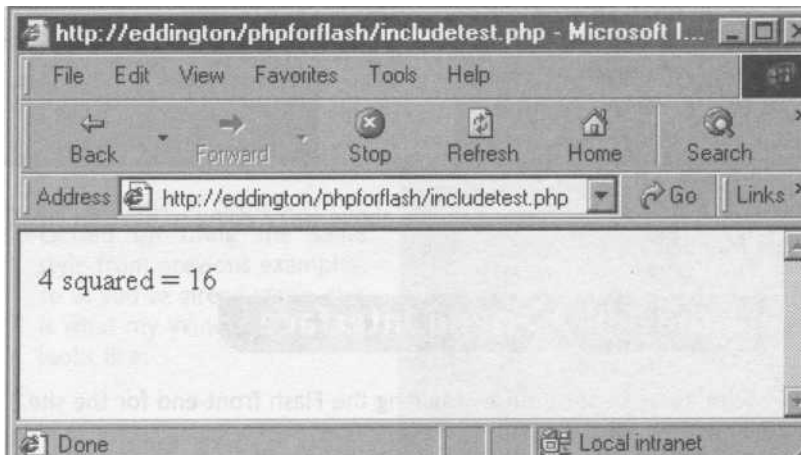 http://eddington/phpforflash/includetest.php - Microsoft I...
File Edit View Favorites Tools Help
Back Forward Stop Refresh Home Search
Address http://eddington/phpforflash/includetest.php Go Links
4 squared = 16
Done Local intranet